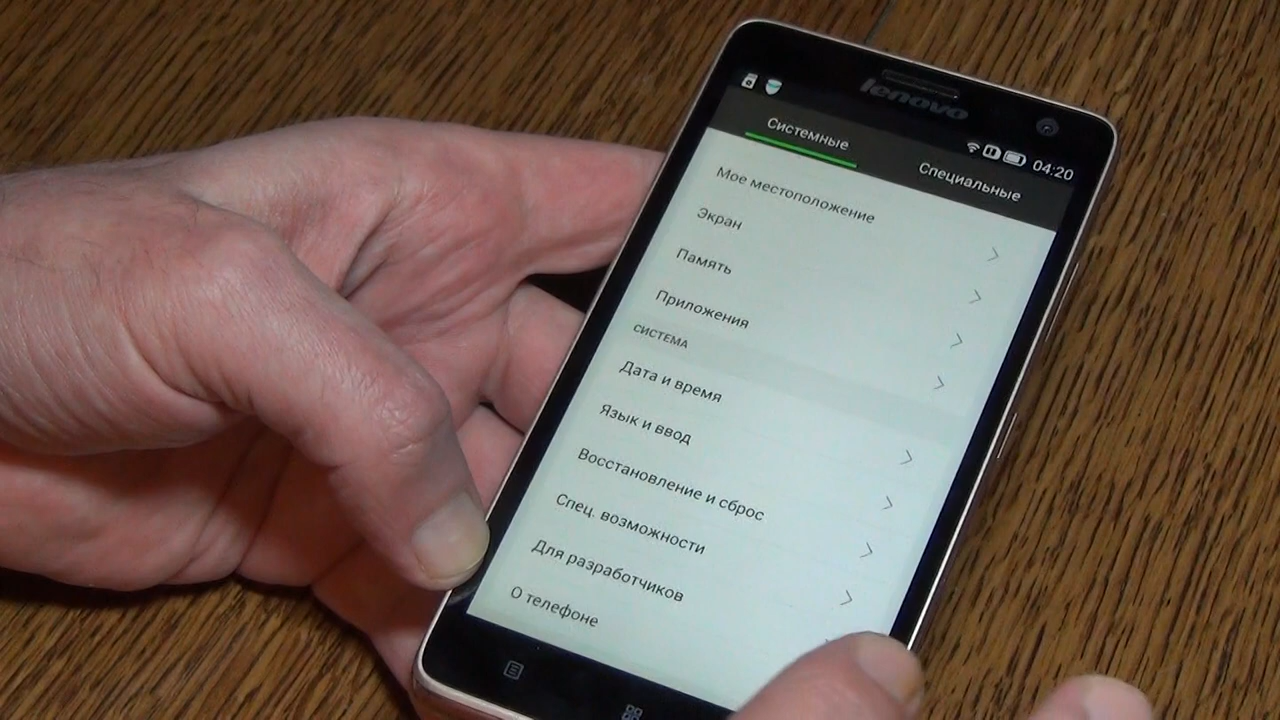 lenovo
04:20
Системные
Специальные
Мое местоположение
Экран
Память
Приложения
СИСТЕМА
Дата и время
Язык и ввод
Восстановление и сброс
Спец. возможности
Для разработчиков
О телефоне